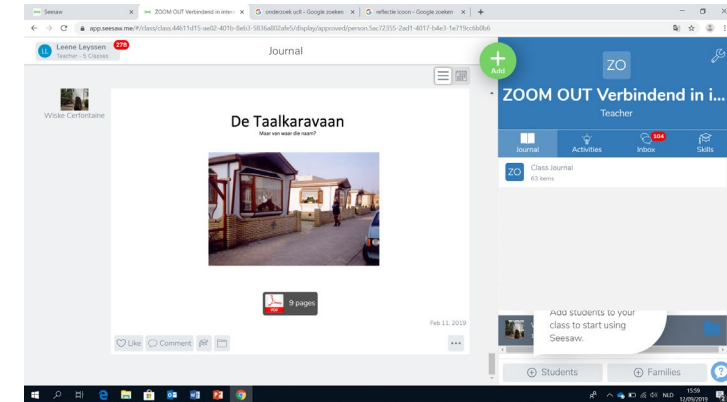 Seesaw
ZOOM OUT Verbindend in inter
onderzoek ucll - Google zoeken
reflectie icoon - Google zoeken
app.seesaw.me/#/class/class.44611d15-ae02-401b-8eb3-5836a802afe5/display/approved/person.5ac72355-2ad1-4017-b4e3-1e719cc6b0b6
LL
Leene Leyssen
278
Teacher - 5 Classes
Journal
Add
ZO
ZOOM OUT Verbindend in i...
Teacher
Journal
Activities
104
Inbox
Skills
ZO
Class Journal
63 items
Wiske Cerfontaine
De Taalkaravaan
Maar van waar die naam?
PDF
9 pages
Feb 11, 2019
Like
Comment
Add students to your
class to start using
Seesaw.
Students
Families
?
NLD
15:59
12/09/2019